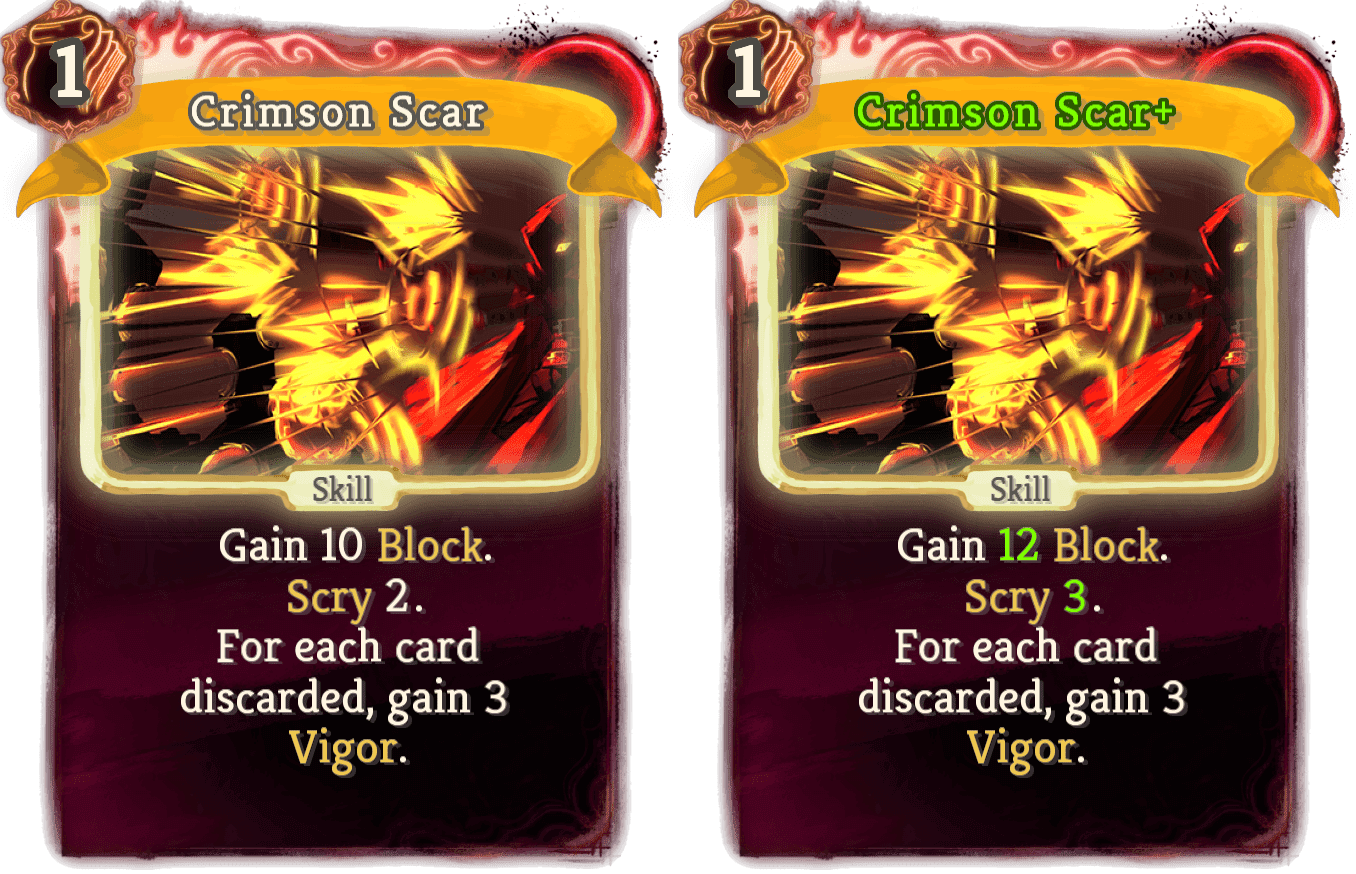 1
Crimson Scar
Skill
Gain 10 Block.
Scry 2.
For each card
discarded, gain 3
Vigor.
1
Crimson Scar+
Skill
Gain 12 Block.
Scry 3.
For each card
discarded, gain 3
Vigor.